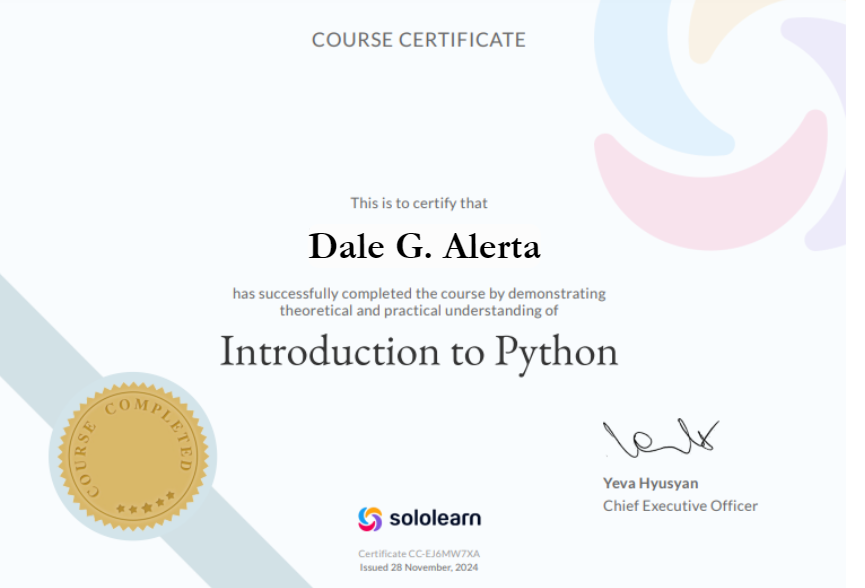 COURSE CERTIFICATE
This is to certify that
Dale G. Alerta
has successfully completed the course by demonstrating
theoretical and practical understanding of
Introduction to Python
COURSE COMPLETED
Yeva Hyusyan
Chief Executive Officer
sololearn
Certificate CC-EJ6MW7XA
Issued 28 November, 2024